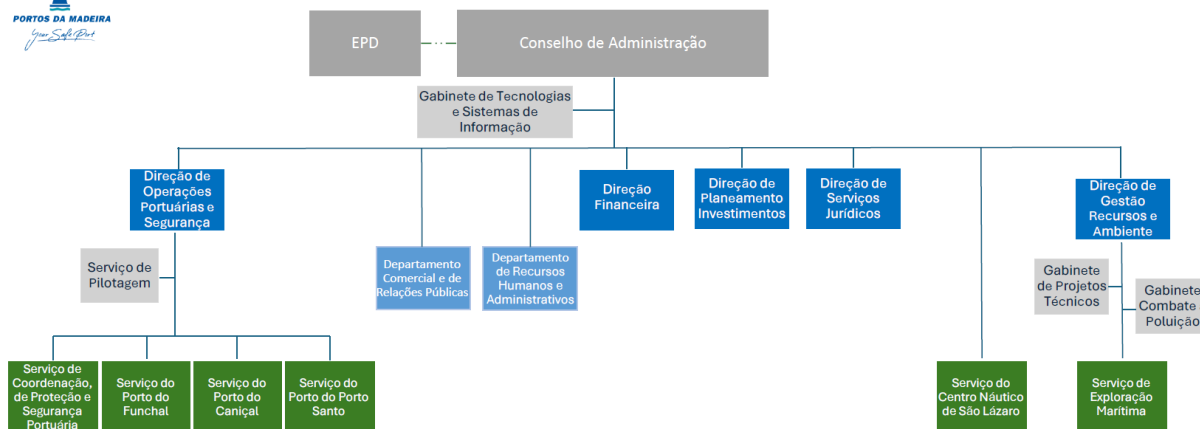 PORTOS DA MADEIRA
Your Safe Port
EPD
Conselho de Administração
Gabinete de Tecnologias
e Sistemas de
Informação
Direção de
Operações
Portuárias e
Segurança
Direção
Financeira
Direção de
Planeamento
Investimentos
Direção de
Serviços
Jurídicos
Direção de
Gestão
Recursos e
Ambiente
Serviço de
Pilotagem
Departamento
Comercial e de
Relações Públicas
Departamento
de Recursos
Humanos e
Administrativos
Gabinete
de Projetos
Técnicos
Gabinete
Combate
Poluição
Serviço de
Coordenação,
de Proteção e
Segurança
Portuária
Serviço do
Porto do
Funchal
Serviço do
Porto do
Caniçal
Serviço do
Porto do Porto
Santo
Serviço do
Centro Náutico
de São Lázaro
Serviço de
Exploração
Marítima